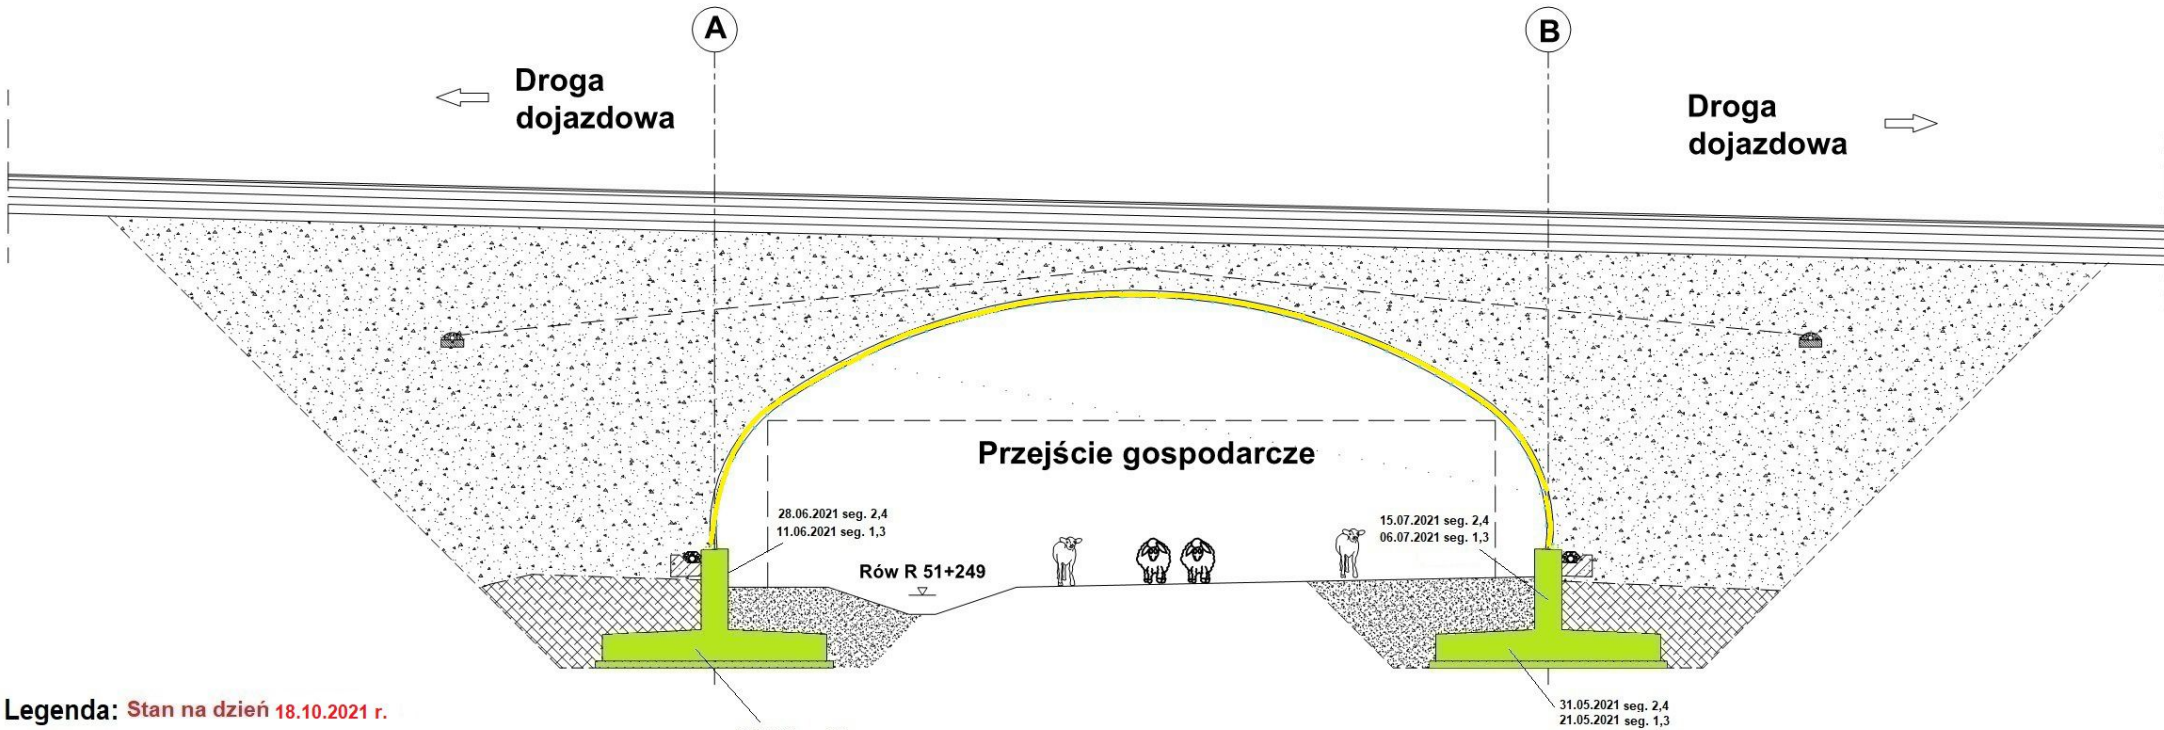 A
B
Droga
dojazdowa
Droga
dojazdowa
Przejście gospodarcze
28.06.2021 seg. 2,4
11.06.2021 seg. 1,3
15.07.2021 seg. 2,4
06.07.2021 seg. 1,3
Rów R 51+249
31.05.2021 seg. 2,4
21.05.2021 seg. 1,3
Legenda: Stan na dzień 18.10.2021 r.